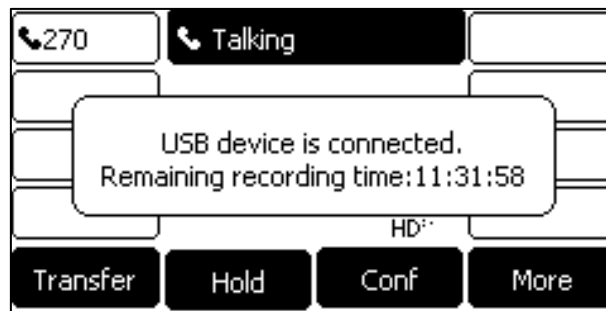 270
Talking
USB device is connected.
Remaining recording time:11:31:58
HD
Transfer
Hold
Conf
More